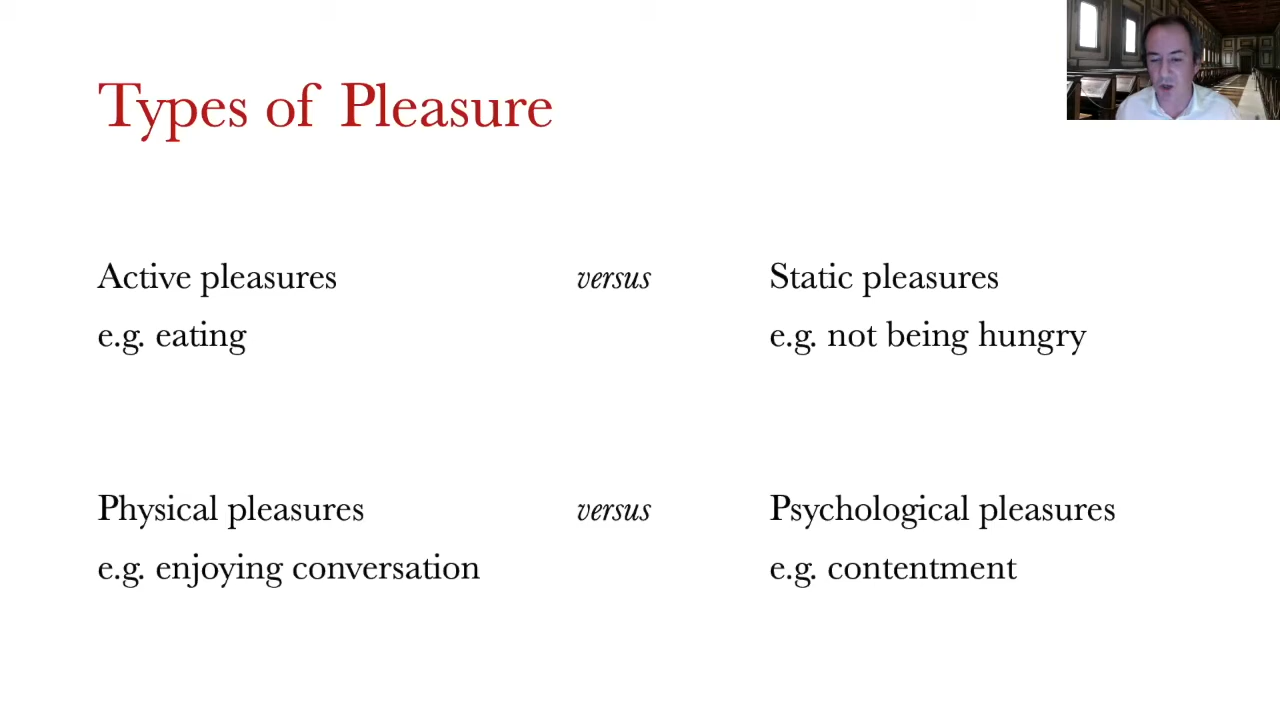 Types of Pleasure
Active pleasures versus Static pleasures
e.g. eating e.g. not being hungry
Physical pleasures versus Psychological pleasures
e.g. enjoying conversation e.g. contentment